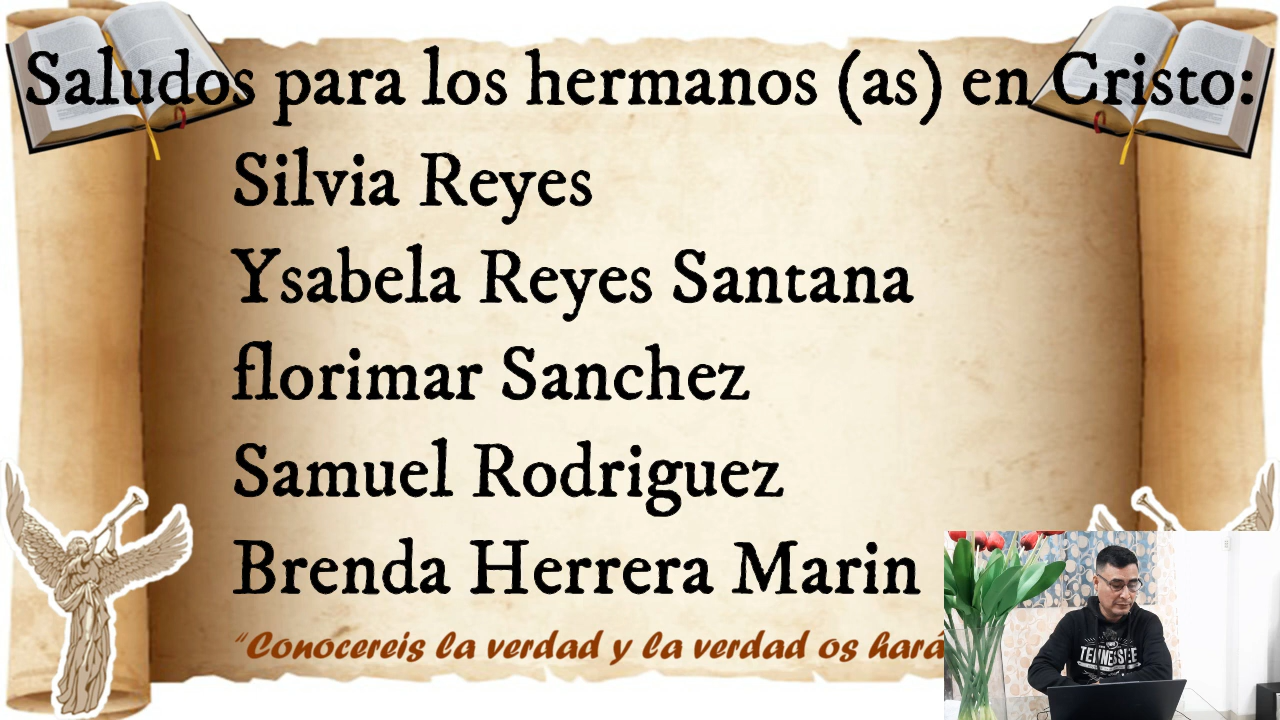 Saludos para los hermanos (as) en Cristo:
Silvia Reyes
Ysabela Reyes Santana
florimar Sanchez
Samuel Rodriguez
Brenda Herrera Marin
"Conocereis la verdad y la verdad os hará
TENNESSEE